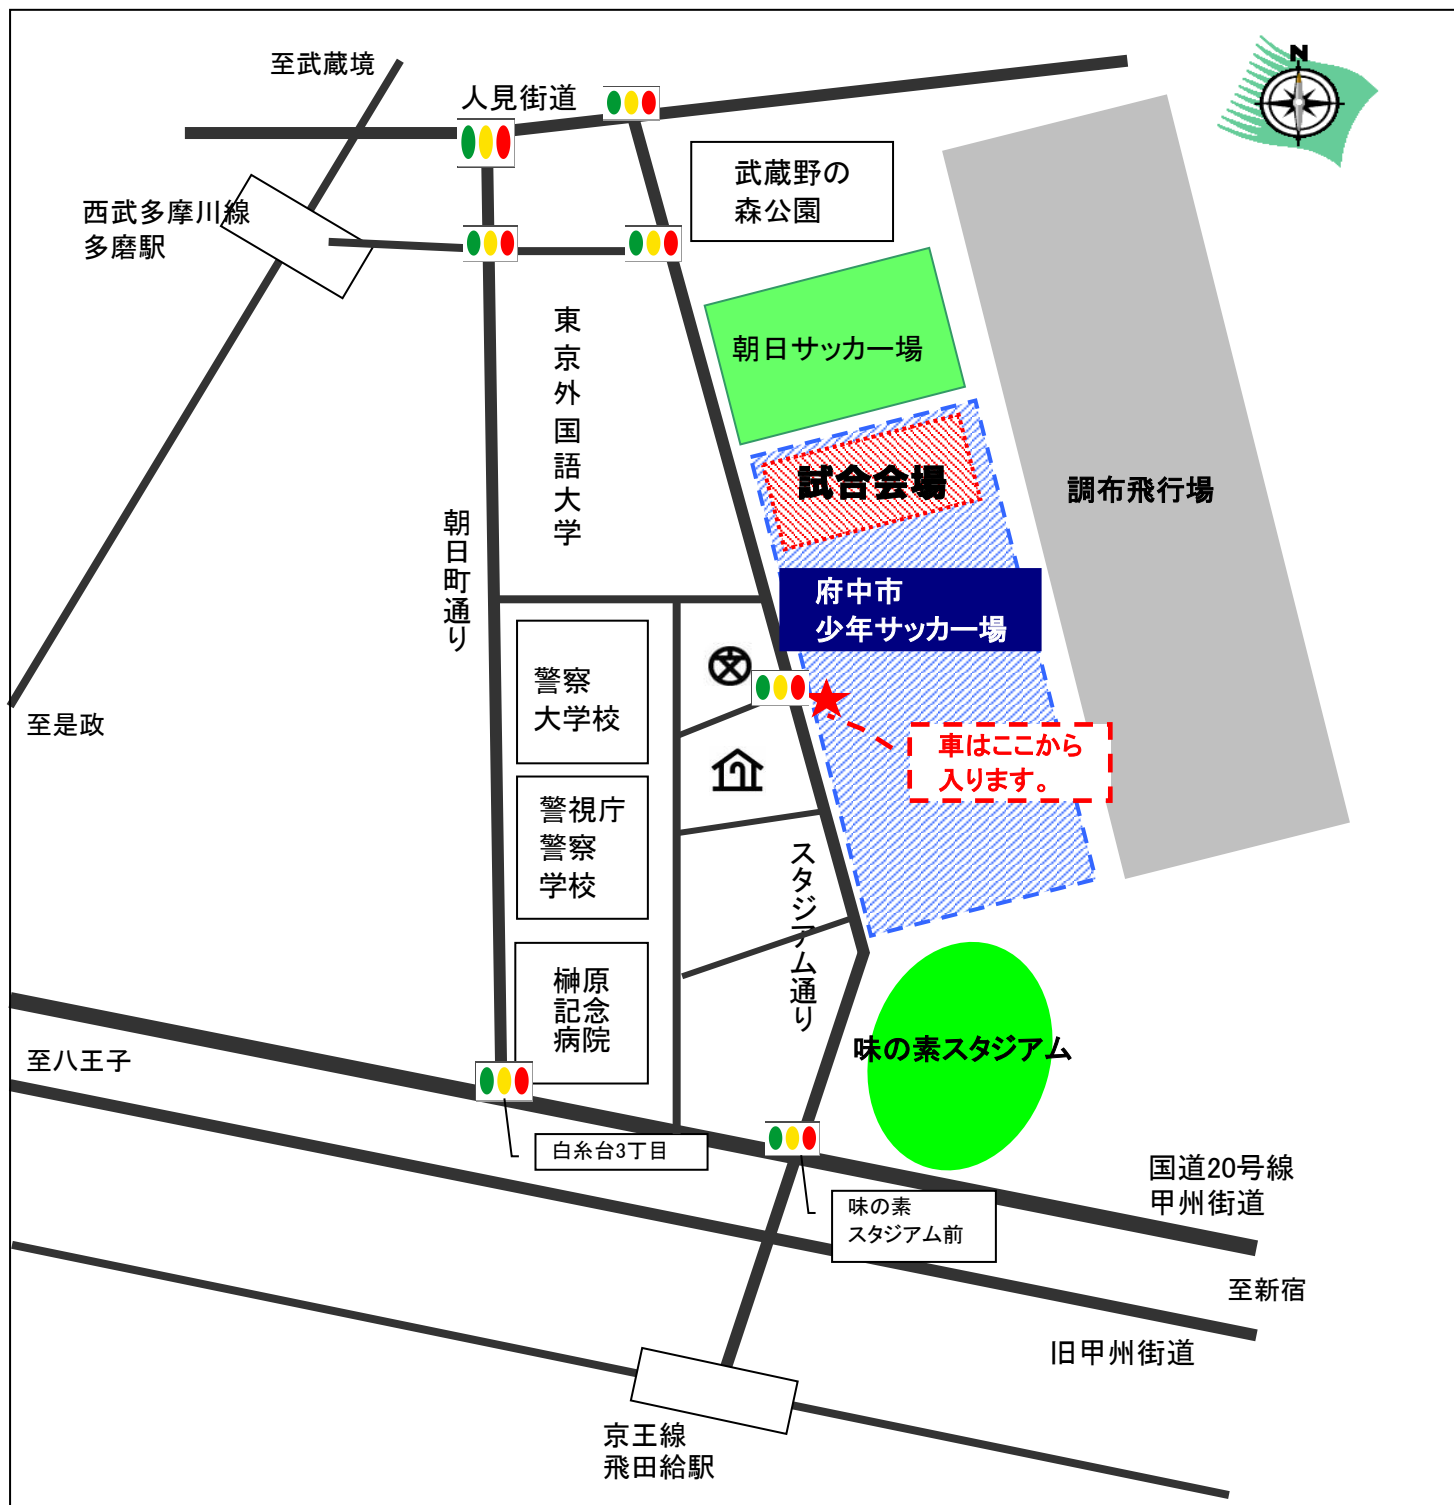 至武蔵境
人見街道
N
武蔵野の
森公園
西武多摩川線
多磨駅
朝日サッカー場
東京外国語大学
試合会場
調布飛行場
朝日町通り
府中市
少年サッカー場
警察
大学校
至是政
車はここから
入ります。
警視庁
警察
学校
スタジアム通り
榊原
記念
病院
味の素スタジアム
至八王子
白糸台3丁目
国道20号線
甲州街道
味の素
スタジアム前
至新宿
旧甲州街道
京王線
飛田給駅